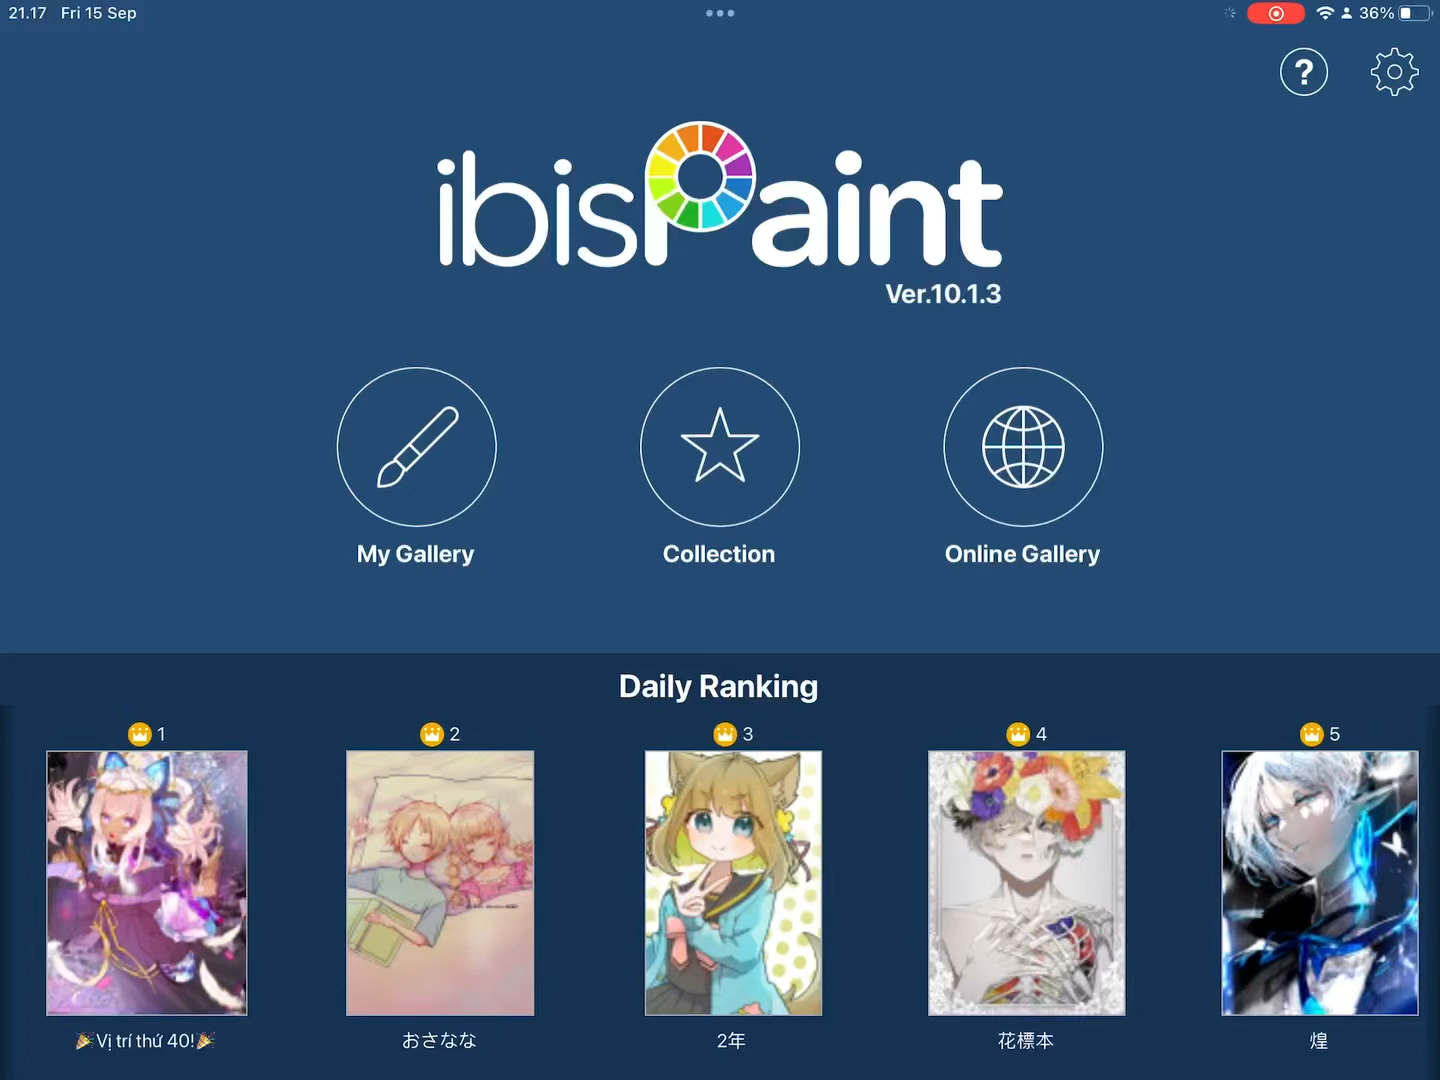 21.17 Fri 15 Sep
36%
?
ibisPaint
Ver.10.1.3
My Gallery
Collection
Online Gallery
Daily Ranking
1
2
3
4
5
🎉Vị trí thứ 40!🎉
おさなな
2年
花標本
煌